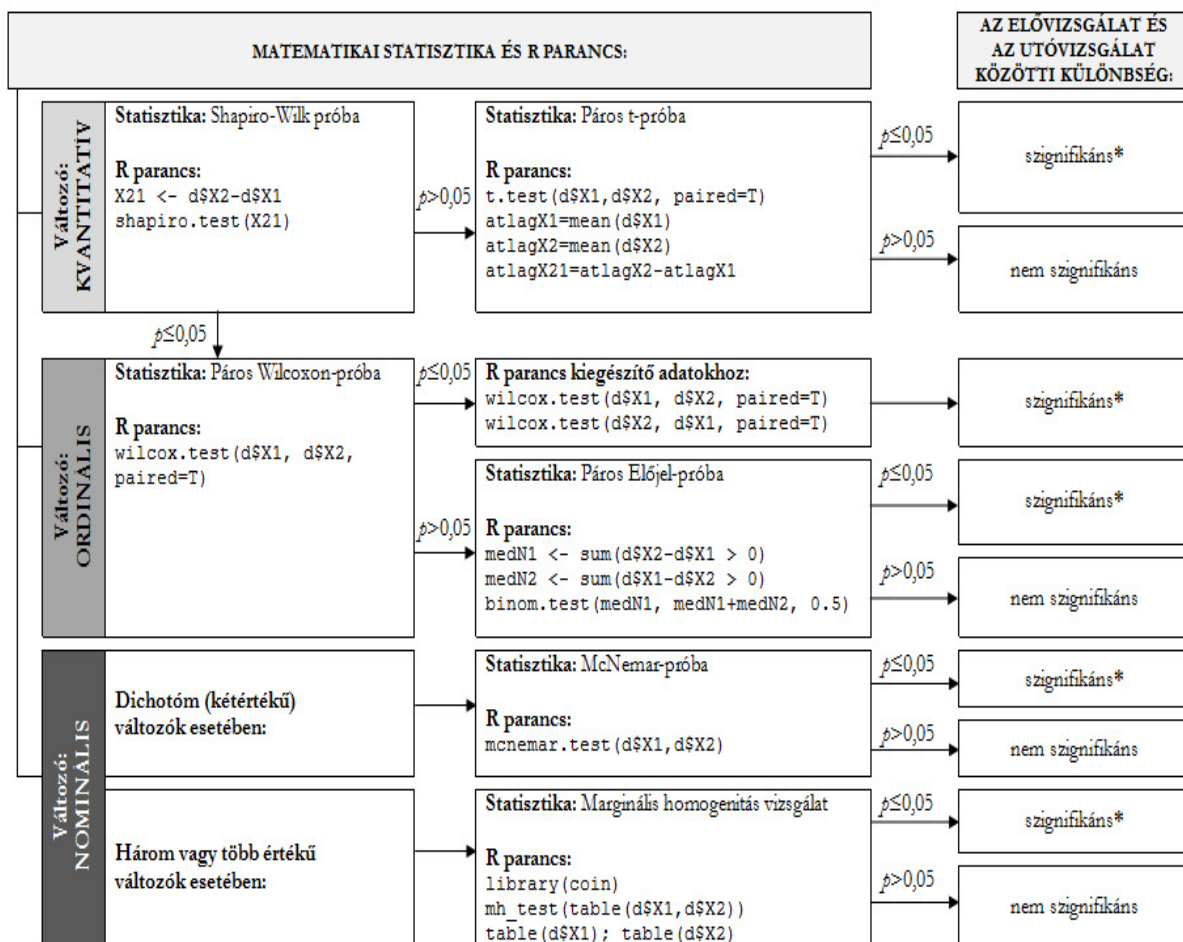 MATEMATIKAI STATISZTIKA ÉS R PARANCS:
AZ ELŐVIZSGÁLAT ÉS
AZ UTÓVIZSGÁLAT
KÖZÖTTI KÜLÖNBSÉG:
Változó:
KVANTITATÍV
Statisztika: Shapiro-Wilk próba
R parancs:
X21 <- d$X2-d$X1
shapiro.test(X21)
p>0,05
Statisztika: Páros t-próba
R parancs:
t.test(d$X1,d$X2, paired=T)
atlagX1=mean(d$X1)
atlagX2=mean(d$X2)
atlagX21=atlagX2-atlagX1
p≤0,05
szignifikáns*
p>0,05
nem szignifikáns
p≤0,05
Változó:
ORDINÁLIS
Statisztika: Páros Wilcoxon-próba
R parancs:
wilcox.test(d$X1, d$X2,
paired=T)
p≤0,05
R parancs kiegészítő adatokhoz:
wilcox.test(d$X1, d$X2, paired=T)
wilcox.test(d$X2, d$X1, paired=T)
szignifikáns*
p>0,05
Statisztika: Páros Előjel-próba
R parancs:
medN1 <- sum(d$X2-d$X1 > 0)
medN2 <- sum(d$X1-d$X2 > 0)
binom.test(medN1, medN1+medN2, 0.5)
p≤0,05
szignifikáns*
p>0,05
nem szignifikáns
Változó:
NOMINÁLIS
Dichotóm (kétértékű)
változók esetében:
Statisztika: McNemar-próba
R parancs:
mcnemar.test(d$X1,d$X2)
p≤0,05
szignifikáns*
p>0,05
nem szignifikáns
Három vagy több értékű
változók esetében:
Statisztika: Marginális homogenitás vizsgálat
R parancs:
library(coin)
mh_test(table(d$X1,d$X2))
table(d$X1); table(d$X2)
p≤0,05
szignifikáns*
p>0,05
nem szignifikáns